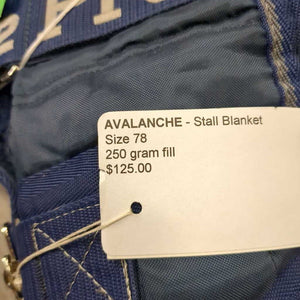 AVALANCHE - Stall Blanket
Size 78
250 gram fill
$125.00